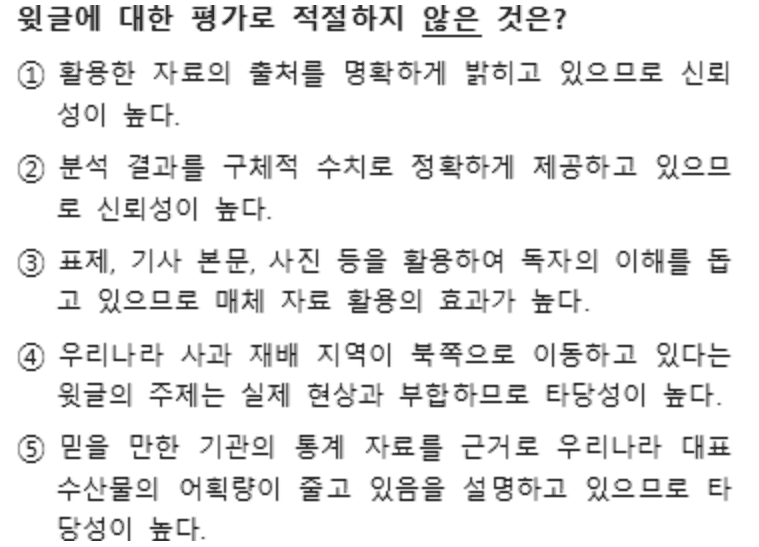 윗글에 대한 평가로 적절하지 않은 것은?
① 활용한 자료의 출처를 명확하게 밝히고 있으므로 신뢰
성이 높다.
② 분석 결과를 구체적 수치로 정확하게 제공하고 있으므
로 신뢰성이 높다.
③ 표제, 기사 본문, 사진 등을 활용하여 독자의 이해를 돕
고 있으므로 매체 자료 활용의 효과가 높다.
④ 우리나라 사과 재배 지역이 북쪽으로 이동하고 있다는
윗글의 주제는 실제 현상과 부합하므로 타당성이 높다.
⑤ 믿을 만한 기관의 통계 자료를 근거로 우리나라 대표
수산물의 어획량이 줄고 있음을 설명하고 있으므로 타
당성이 높다.